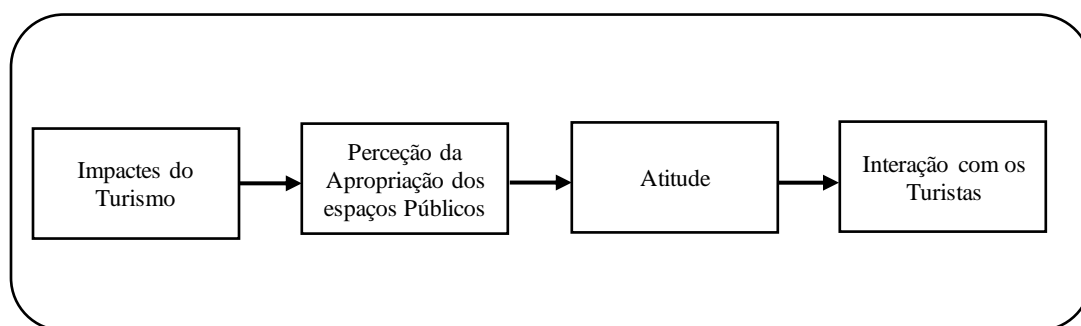 Impactes do
Turismo
Perceção da
Apropriação dos
espaços Públicos
Atitude
Interação com os
Turistas